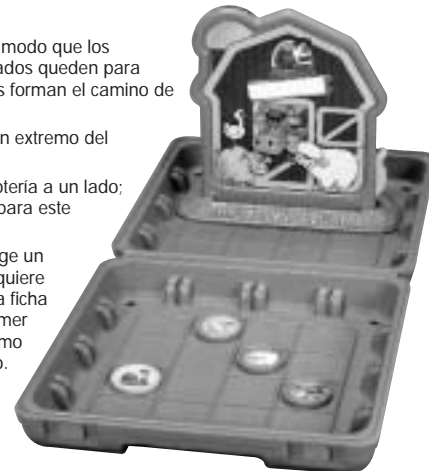 modo que los
ados queden para
s forman el camino de
n extremo del
otería a un lado;
para este
ge un
quiere
a ficha
mer
mo
o.